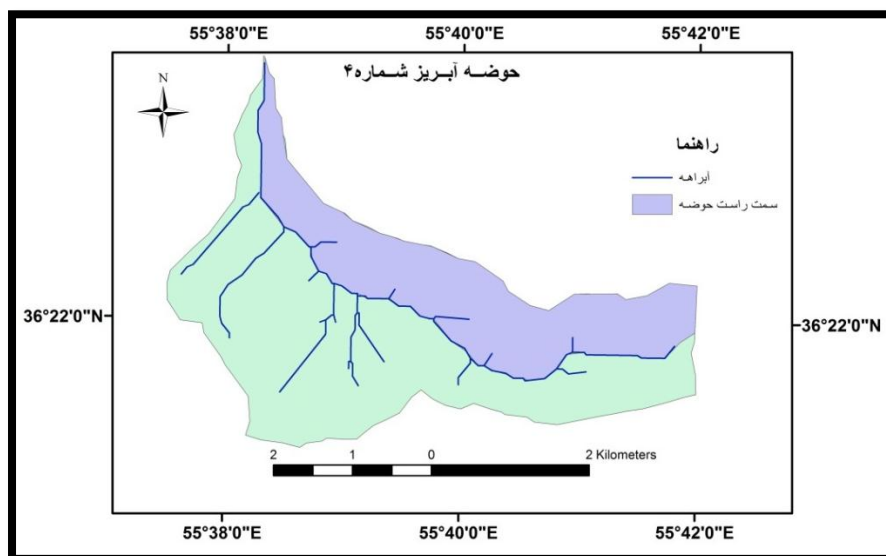 55°38'0"E 55°40'0"E 55°42'0"E
حوضه آبریز شماره۴
N
راهنما
آبراهه
سمت راست حوضه
36°22'0"N 36°22'0"N
2 1 0 2 Kilometers
55°38'0"E 55°40'0"E 55°42'0"E